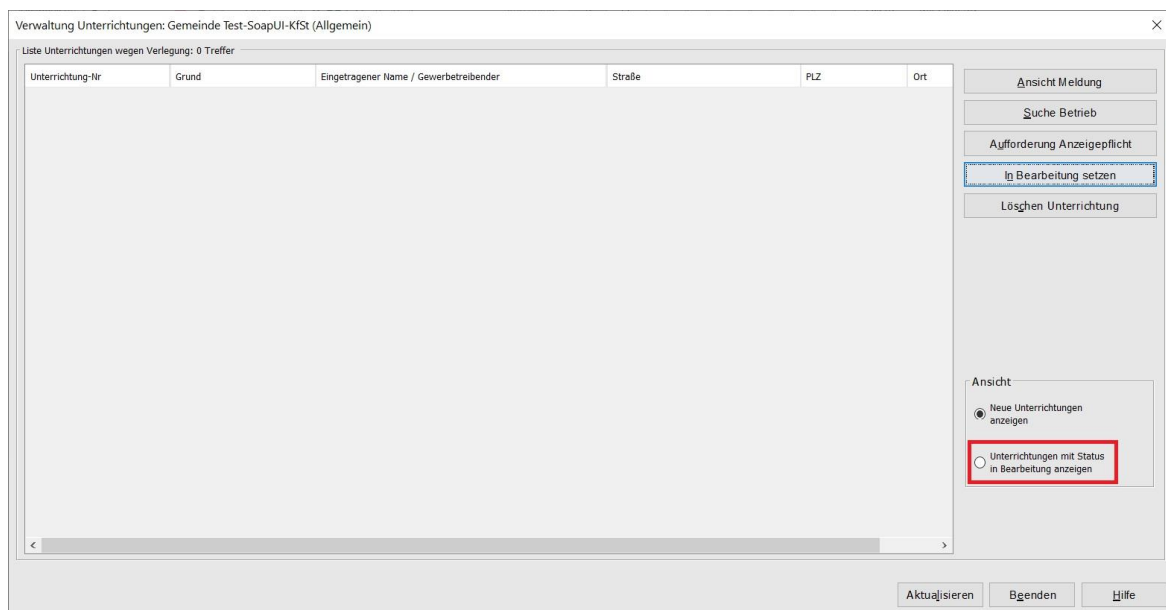 Verwaltung Unterrichtungen: Gemeinde Test-SoapUI-KfSt (Allgemein)
Liste Unterrichtungen wegen Verlegung: 0 Treffer
Unterrichtung-Nr Grund Eingetragener Name / Gewerbetreibender Straße PLZ Ort
Ansicht Meldung
Suche Betrieb
Aufforderung Anzeigepflicht
In Bearbeitung setzen
Löschen Unterrichtung
Ansicht
Neue Unterrichtungen
anzeigen
Unterrichtungen mit Status
in Bearbeitung anzeigen
Aktualisieren Beenden Hilfe